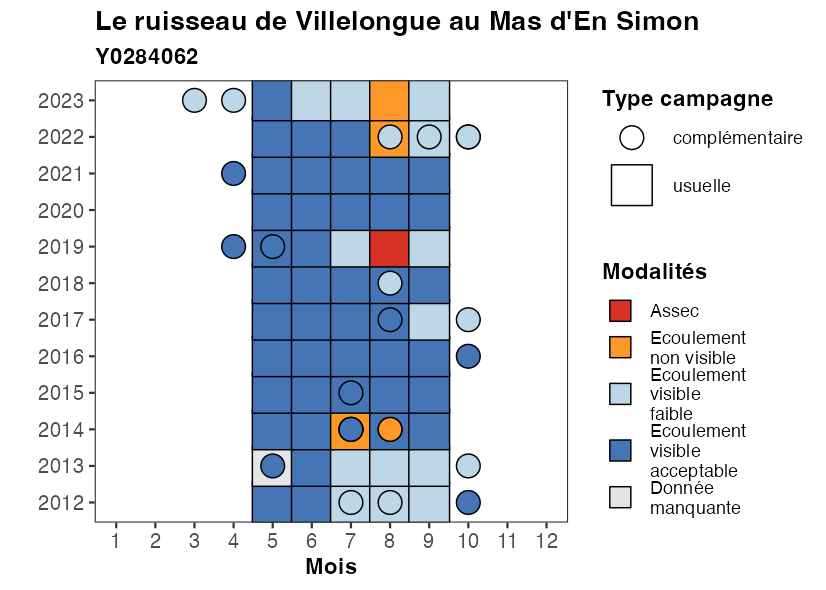 Le ruisseau de Villelongue au Mas d'En Simon
Y0284062
2023
2022
2021
2020
2019
2018
2017
2016
2015
2014
2013
2012
1 2 3 4 5 6 7 8 9 10 11 12
Mois
Type campagne
complémentaire
usuelle
Modalités
Assec
Ecoulement
non visible
Ecoulement
visible
faible
Ecoulement
visible
acceptable
Donnée
manquante